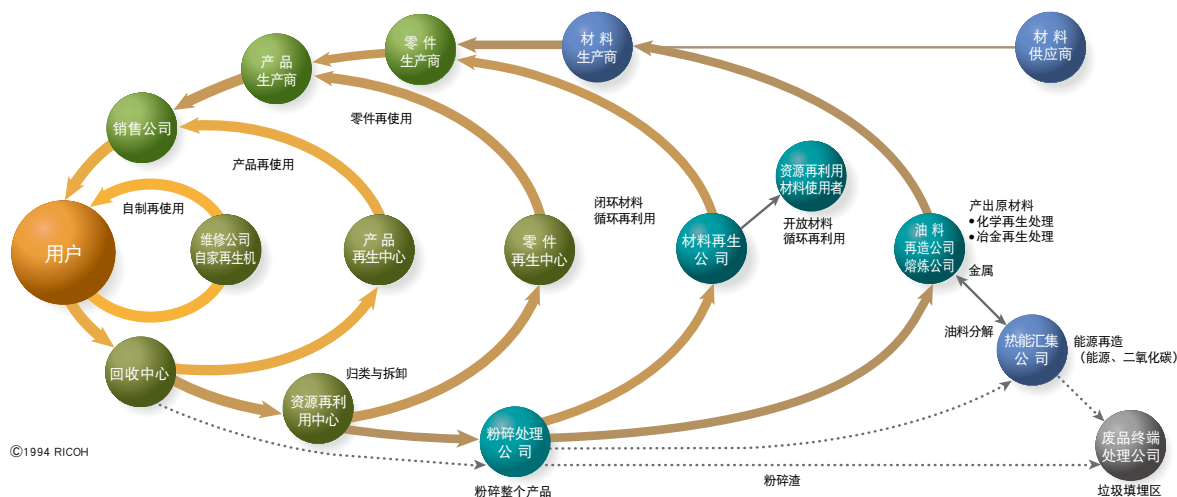 零 件
生产商
材 料
生产商
材 料
供应商
产 品
生产商
销售公司
零件再使用
产品再使用
自制再使用
用户
维修公司
自家再生机
产 品
再生中心
零 件
再生中心
闭环材料
循环再利用
材料再生
公 司
资源再利用
材料使用者
开放材料
循环再利用
油 料
再造公司
熔炼公司
产出原材料
•化学再生处理
•冶金再生处理
金属
油料分解
热能汇集
公 司
能源再造
（能源、二氧化碳）
回收中心
归类与拆卸
资源再利
用中心
粉碎处理
公 司
粉碎整个产品
粉碎渣
废品终端
处理公司
垃圾填埋区
©1994 RICOH